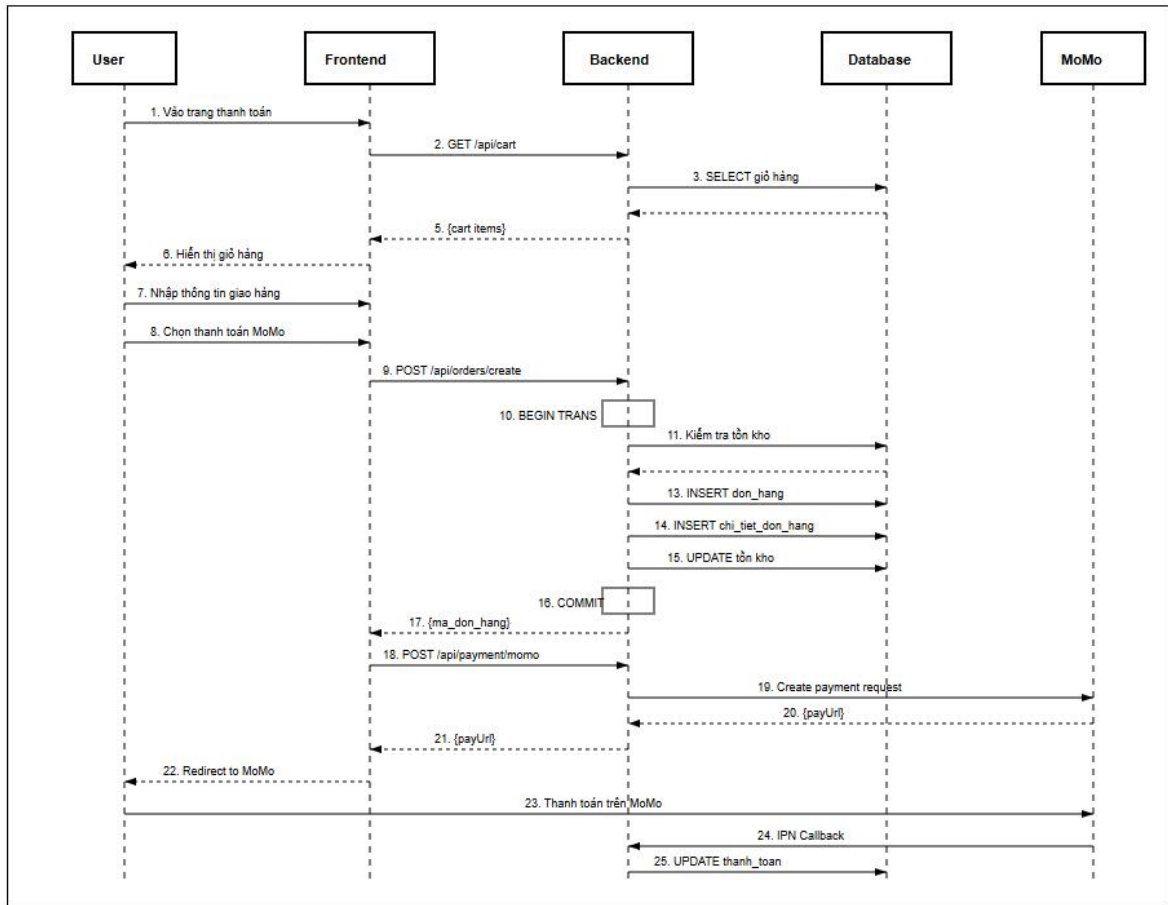 User
Frontend
Backend
Database
MoMo
1. Vào trang thanh toán
2. GET /api/cart
3. SELECT giỏ hàng
5. {cart items}
6. Hiển thị giỏ hàng
7. Nhập thông tin giao hàng
8. Chọn thanh toán MoMo
9. POST /api/orders/create
10. BEGIN TRANS
11. Kiểm tra tồn kho
13. INSERT don_hang
14. INSERT chi_tiet_don_hang
15. UPDATE tồn kho
16. COMMIT
17. {ma_don_hang}
18. POST /api/payment/momo
19. Create payment request
20. {payUrl}
21. {payUrl}
22. Redirect to MoMo
23. Thanh toán trên MoMo
24. IPN Callback
25. UPDATE thanh_toan